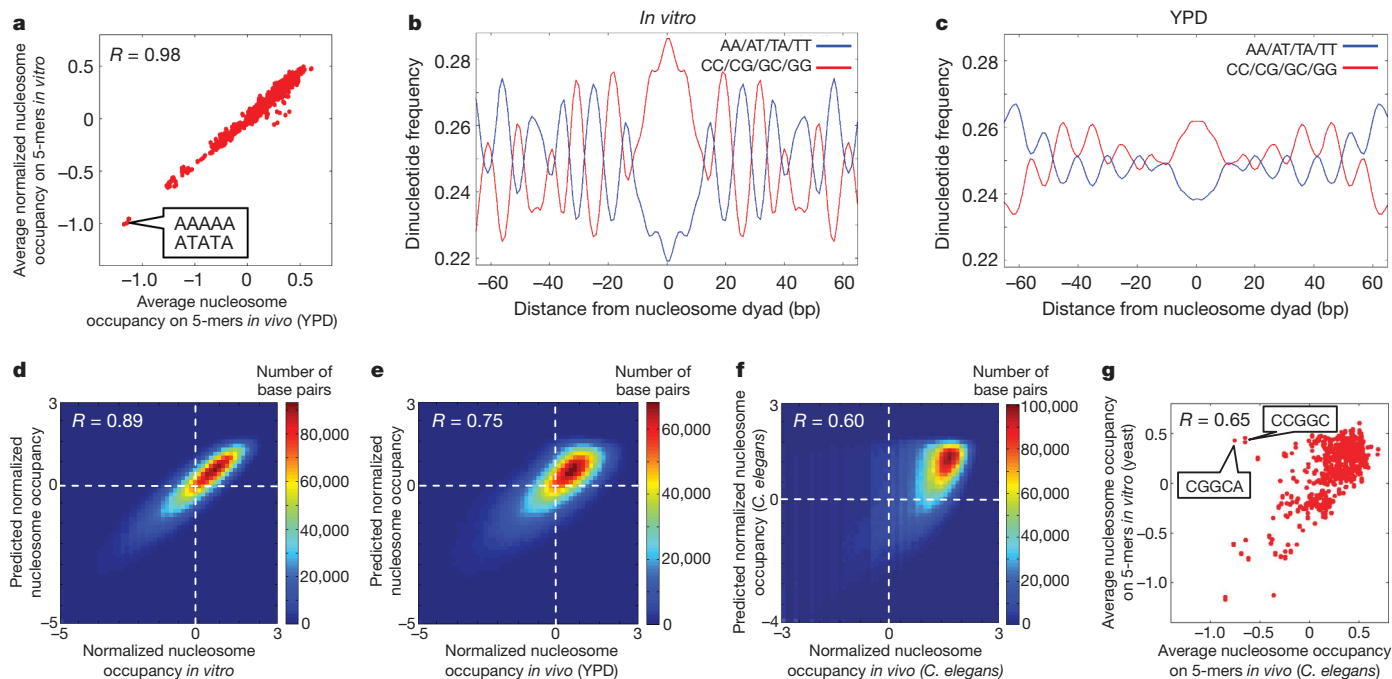 a
R = 0.98
Average normalized nucleosome
occupancy on 5-mers in vitro
0.5
0
−0.5
−1.0
AAAAA
ATATA
−1.0
−1
0
0.5
Average nucleosome
occupancy on 5-mers in vivo (YPD)
b
In vitro
AA/AT/TA/TT
CC/CG/GC/GG
Dinucleotide frequency
0.28
0.26
0.24
0.22
−60
−40
−20
0
20
40
60
Distance from nucleosome dyad (bp)
c
YPD
AA/AT/TA/TT
CC/CG/GC/GG
Dinucleotide frequency
0.28
0.26
0.24
0.22
−60
−40
−20
0
20
40
60
Distance from nucleosome dyad (bp)
d
Number of
base pairs
R = 0.89
Predicted normalized
nucleosome occupancy
3
0
−5
−5
0
3
80,000
60,000
40,000
20,000
0
Normalized nucleosome
occupancy in vitro
e
Number of
base pairs
R = 0.75
Predicted normalized
nucleosome occupancy
3
0
−5
−5
0
3
60,000
40,000
20,000
0
Normalized nucleosome
occupancy in vivo (YPD)
f
Number of
base pairs
R = 0.60
Predicted normalized nucleosome
occupancy (C. elegans)
3
0
−4
−3
0
3
100,000
80,000
60,000
40,000
20,000
0
Normalized nucleosome
occupancy in vivo (C. elegans)
g
R = 0.65
CCGGC
CGGCA
Average nucleosome occupancy
on 5-mers in vitro (yeast)
0.5
0
−0.5
−1.0
−1.0
−0.5
0
0.5
Average nucleosome occupancy
on 5-mers in vivo (C. elegans)